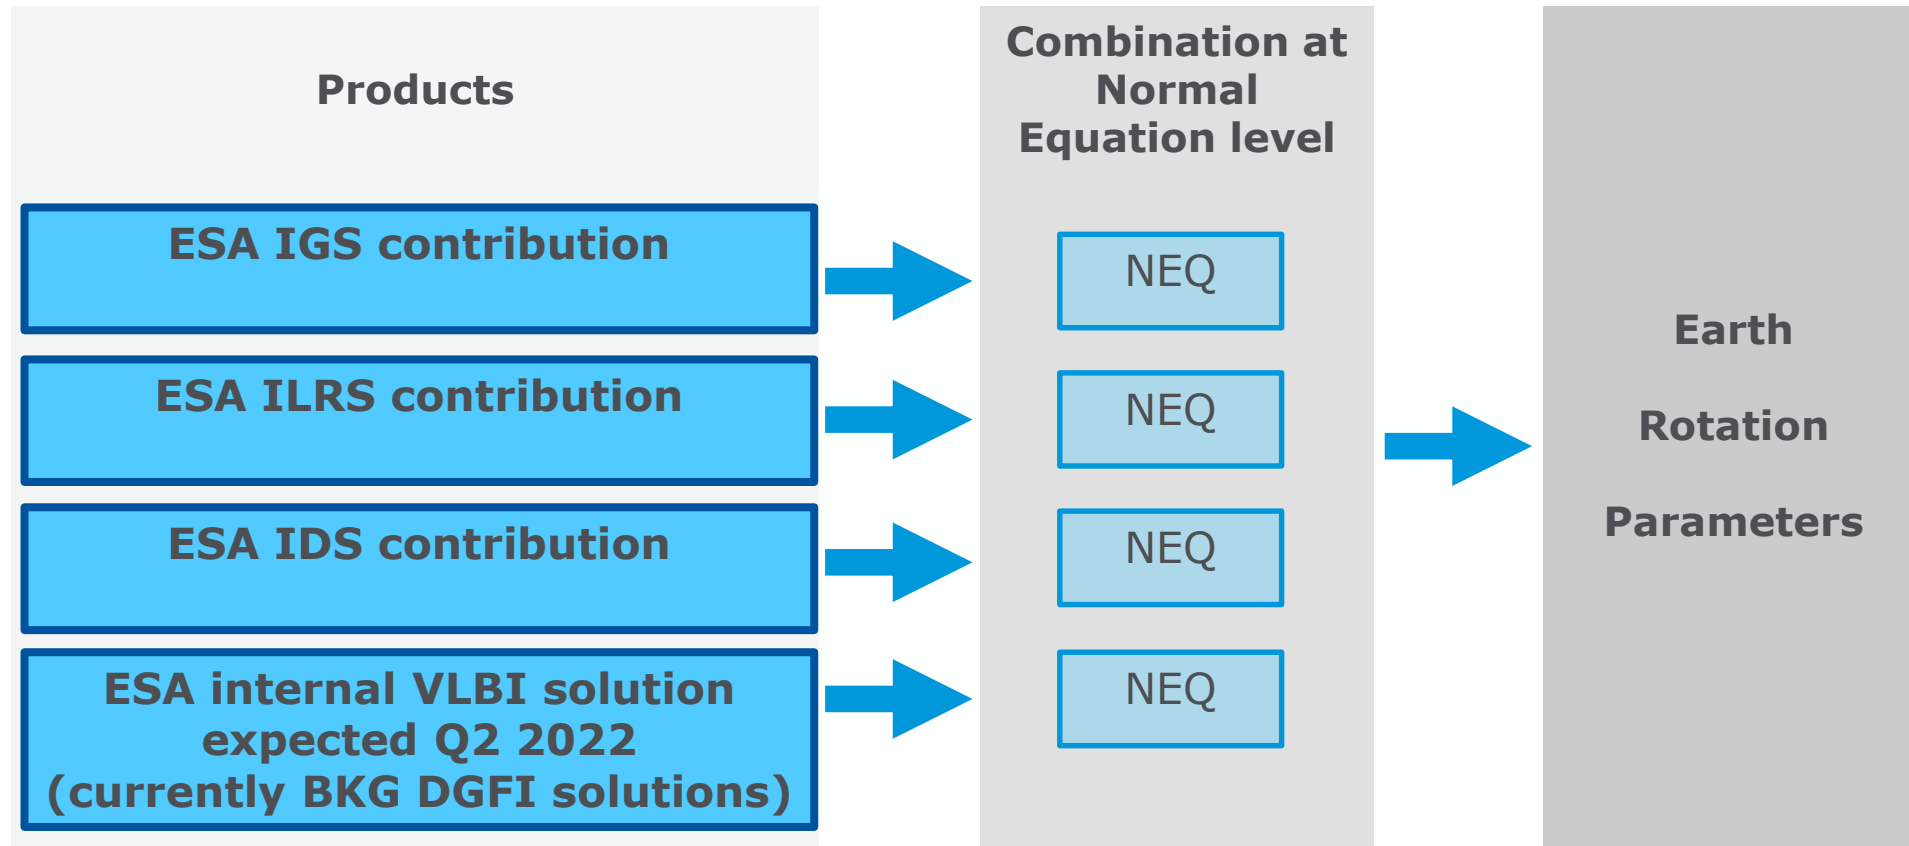 Products
ESA IGS contribution
ESA ILRS contribution
ESA IDS contribution
ESA internal VLBI solution
expected Q2 2022
(currently BKG DGFI solutions)
Combination at
Normal
Equation level
NEQ
NEQ
NEQ
NEQ
Earth
Rotation
Parameters